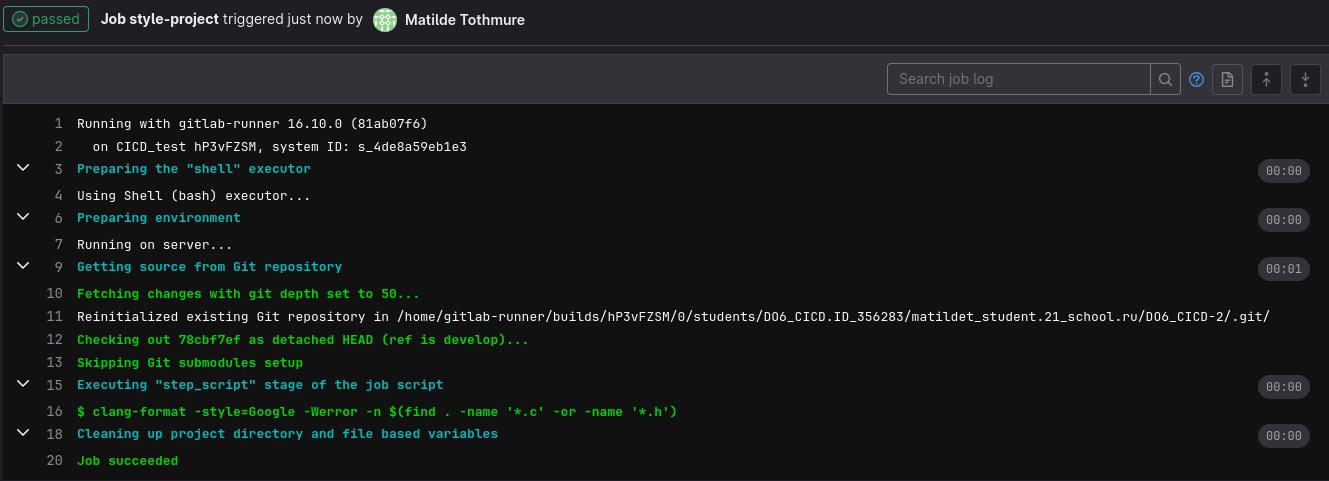 passed Job style-project triggered just now by Matilde Tothmure
Search job log
1 Running with gitlab-runner 16.10.0 (81ab07f6)
2 on CICD_test hP3vFZSM, system ID: s_4de8a59eb1e3
3 Preparing the "shell" executor 00:00
4 Using Shell (bash) executor...
6 Preparing environment 00:00
7 Running on server...
9 Getting source from Git repository 00:01
10 Fetching changes with git depth set to 50...
11 Reinitialized existing Git repository in /home/gitlab-runner/builds/hP3vFZSM/0/students/DO6_CICD.ID_356283/matildet_student.21_school.ru/DO6_CICD-2/.git/
12 Checking out 78cbf7ef as detached HEAD (ref is develop)...
13 Skipping Git submodules setup
15 Executing "step_script" stage of the job script 00:00
16 $ clang-format -style=Google -Werror -n $(find . -name '*.c' -or -name '*.h')
18 Cleaning up project directory and file based variables 00:00
20 Job succeeded